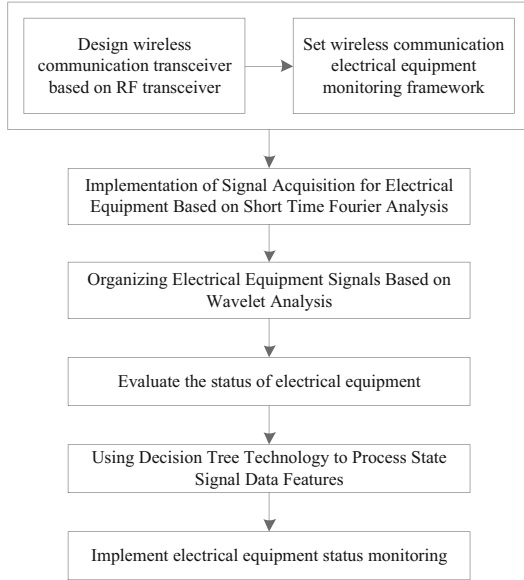 Design wireless
communication transceiver
based on RF transceiver
Set wireless communication
electrical equipment
monitoring framework
Implementation of Signal Acquisition for Electrical
Equipment Based on Short Time Fourier Analysis
Organizing Electrical Equipment Signals Based on
Wavelet Analysis
Evaluate the status of electrical equipment
Using Decision Tree Technology to Process State
Signal Data Features
Implement electrical equipment status monitoring